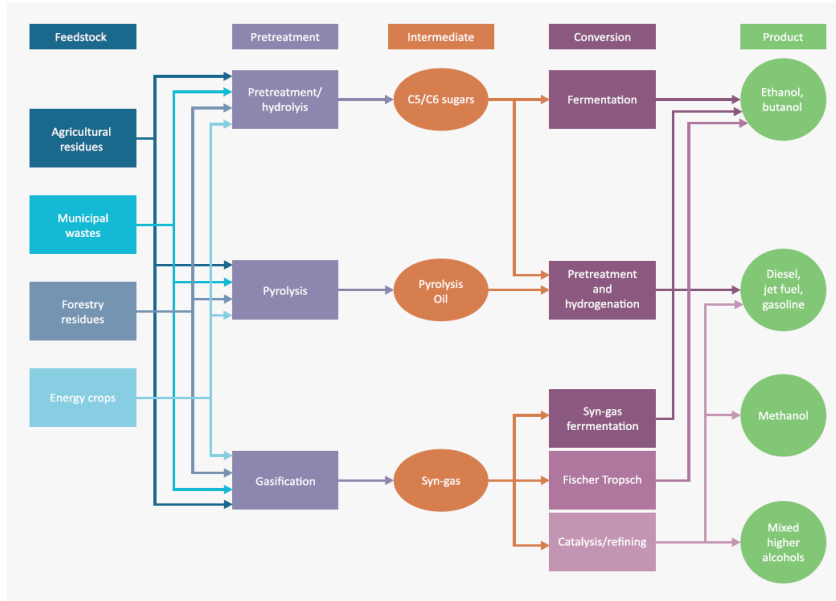 Feedstock
Pretreatment
Intermediate
Conversion
Product
Agricultural
residues
Municipal
wastes
Forestry
residues
Energy crops
Pretreatment/
hydrolyis
Pyrolysis
Gasification
C5/C6 sugars
Pyrolysis
Oil
Syn-gas
Fermentation
Pretreatment
and
hydrogenation
Syn-gas
ferrmentation
Fischer Tropsch
Catalysis/refining
Ethanol,
butanol
Diesel,
jet fuel,
gasoline
Methanol
Mixed
higher
alcohols